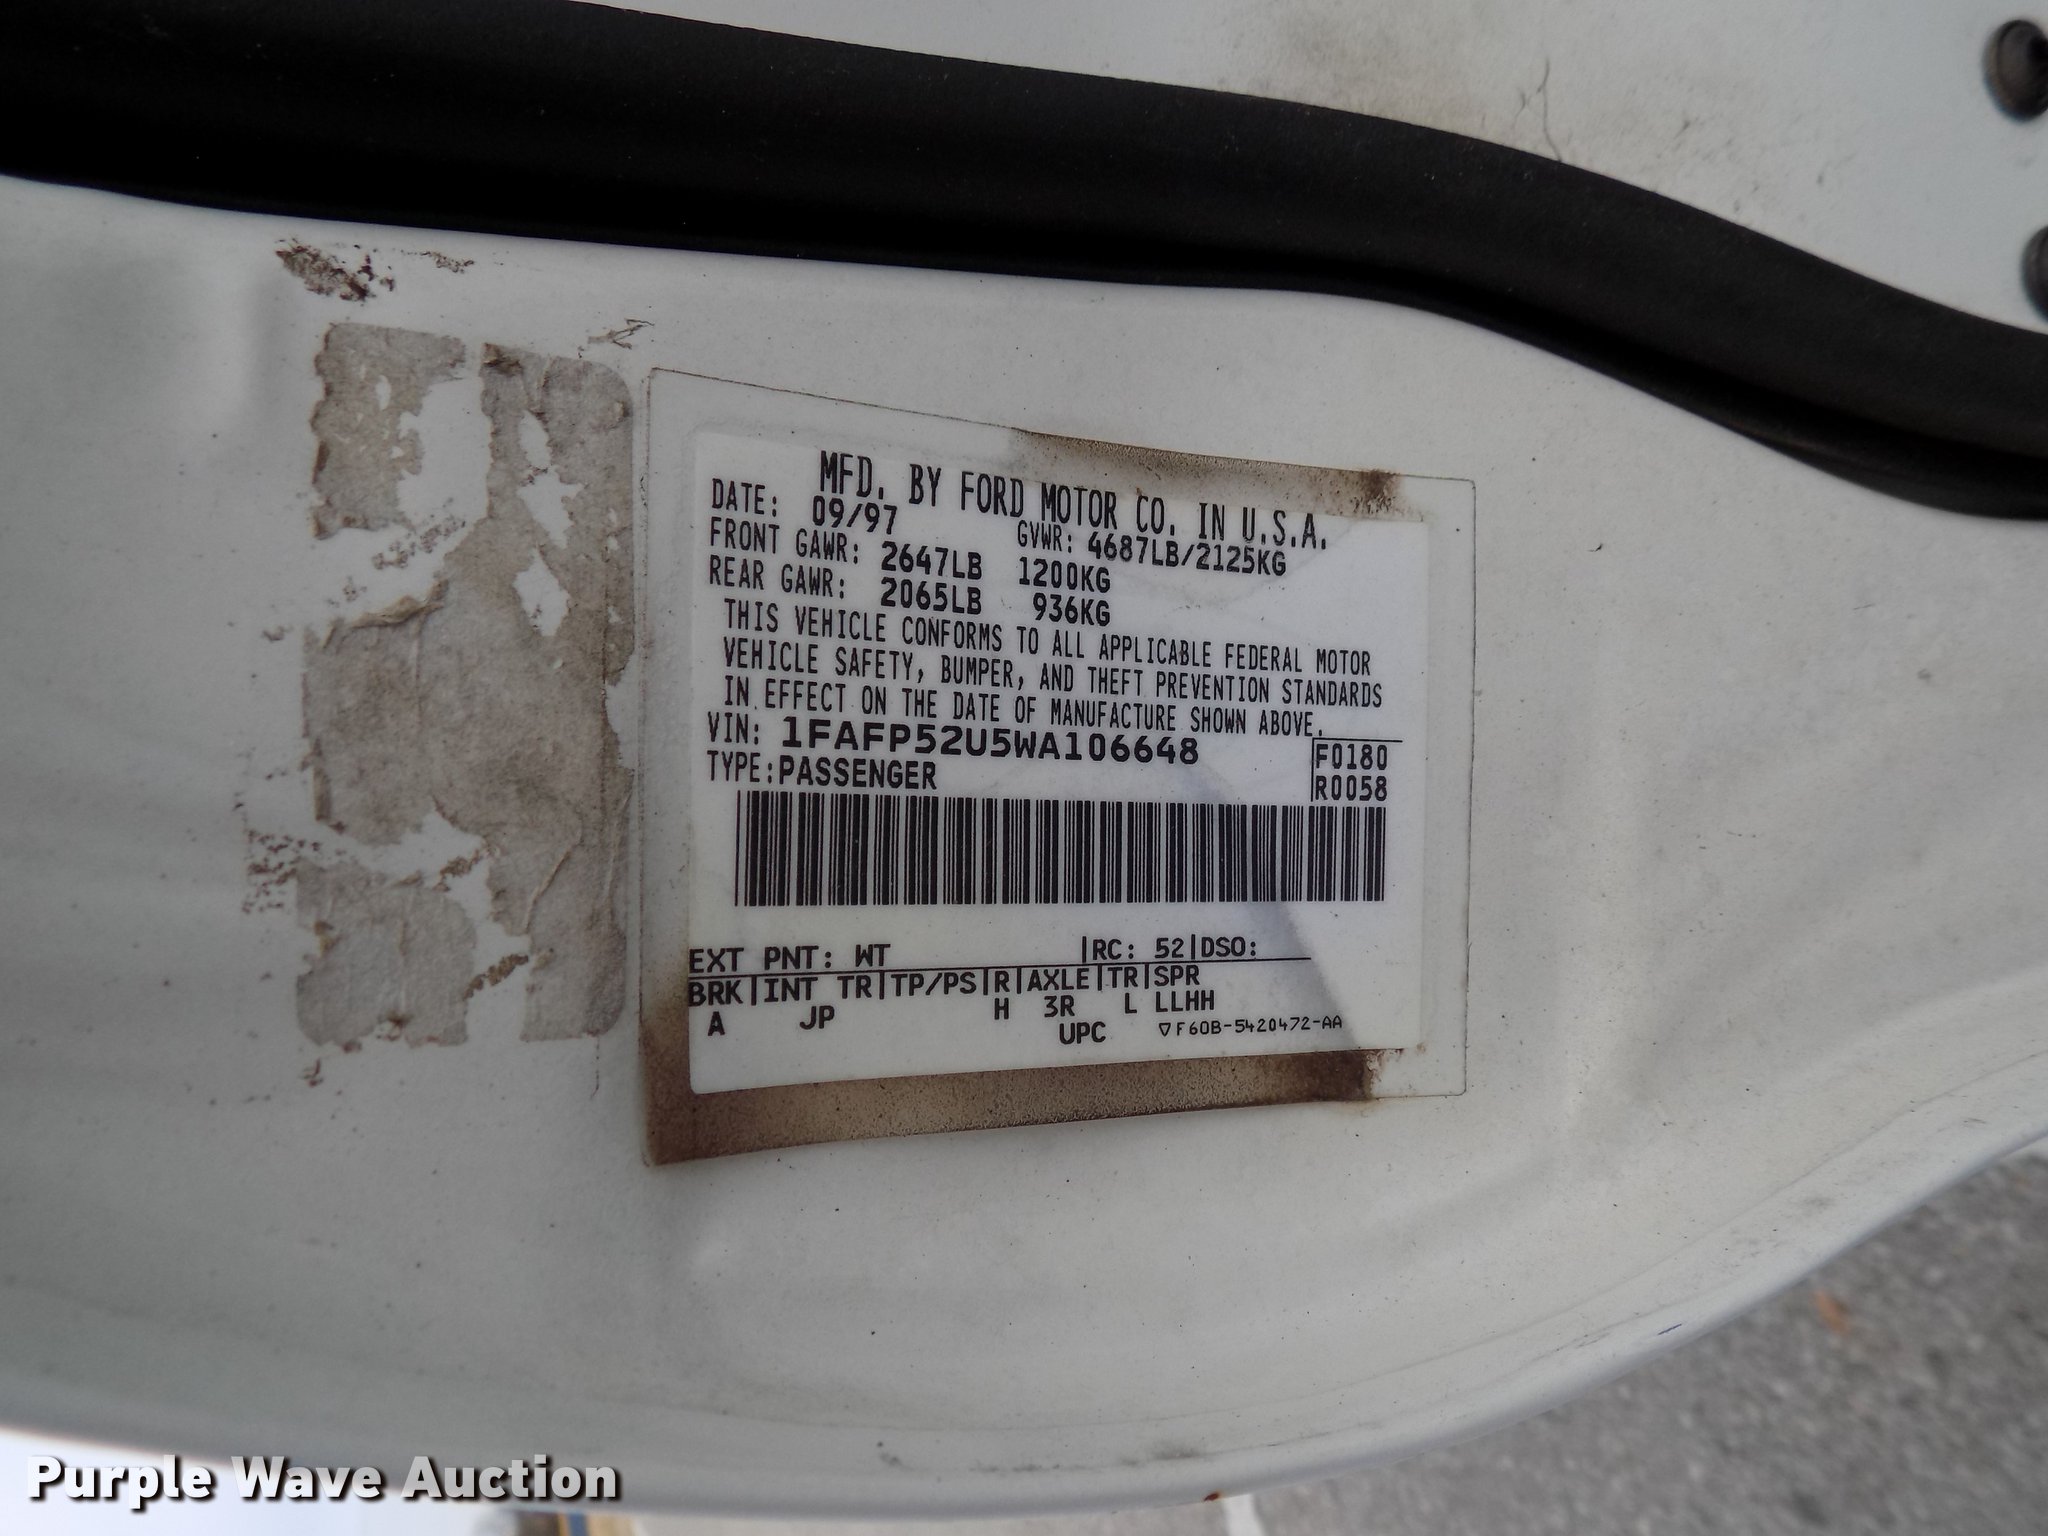 MFD. BY FORD MOTOR CO. IN U.S.A.
DATE: 09/97 GVWR: 4687LB/2125KG
FRONT GAWR: 2647LB 1200KG
REAR GAWR: 2065LB 936KG
THIS VEHICLE CONFORMS TO ALL APPLICABLE FEDERAL MOTOR
VEHICLE SAFETY, BUMPER, AND THEFT PREVENTION STANDARDS
IN EFFECT ON THE DATE OF MANUFACTURE SHOWN ABOVE.
VIN: 1FAFP52U5WA106648 F0180
TYPE: PASSENGER R0058
EXT PNT: WT |RC: 52|DSO:
BRK|INT TR|TP/PS|R|AXLE|TR|SPR
A JP H 3R L LLHH
UPC ▽F60B-5420472-AA
Purple Wave Auction